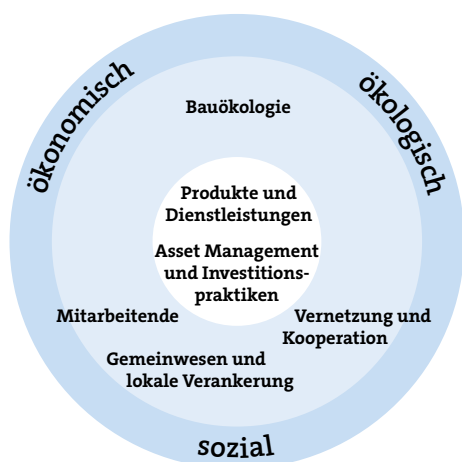 ökonomisch
ökologisch
Bauökologie
Produkte und
Dienstleistungen
Asset Management
und Investitions-
praktiken
Mitarbeitende
Vernetzung und
Kooperation
Gemeinwesen und
lokale Verankerung
sozial